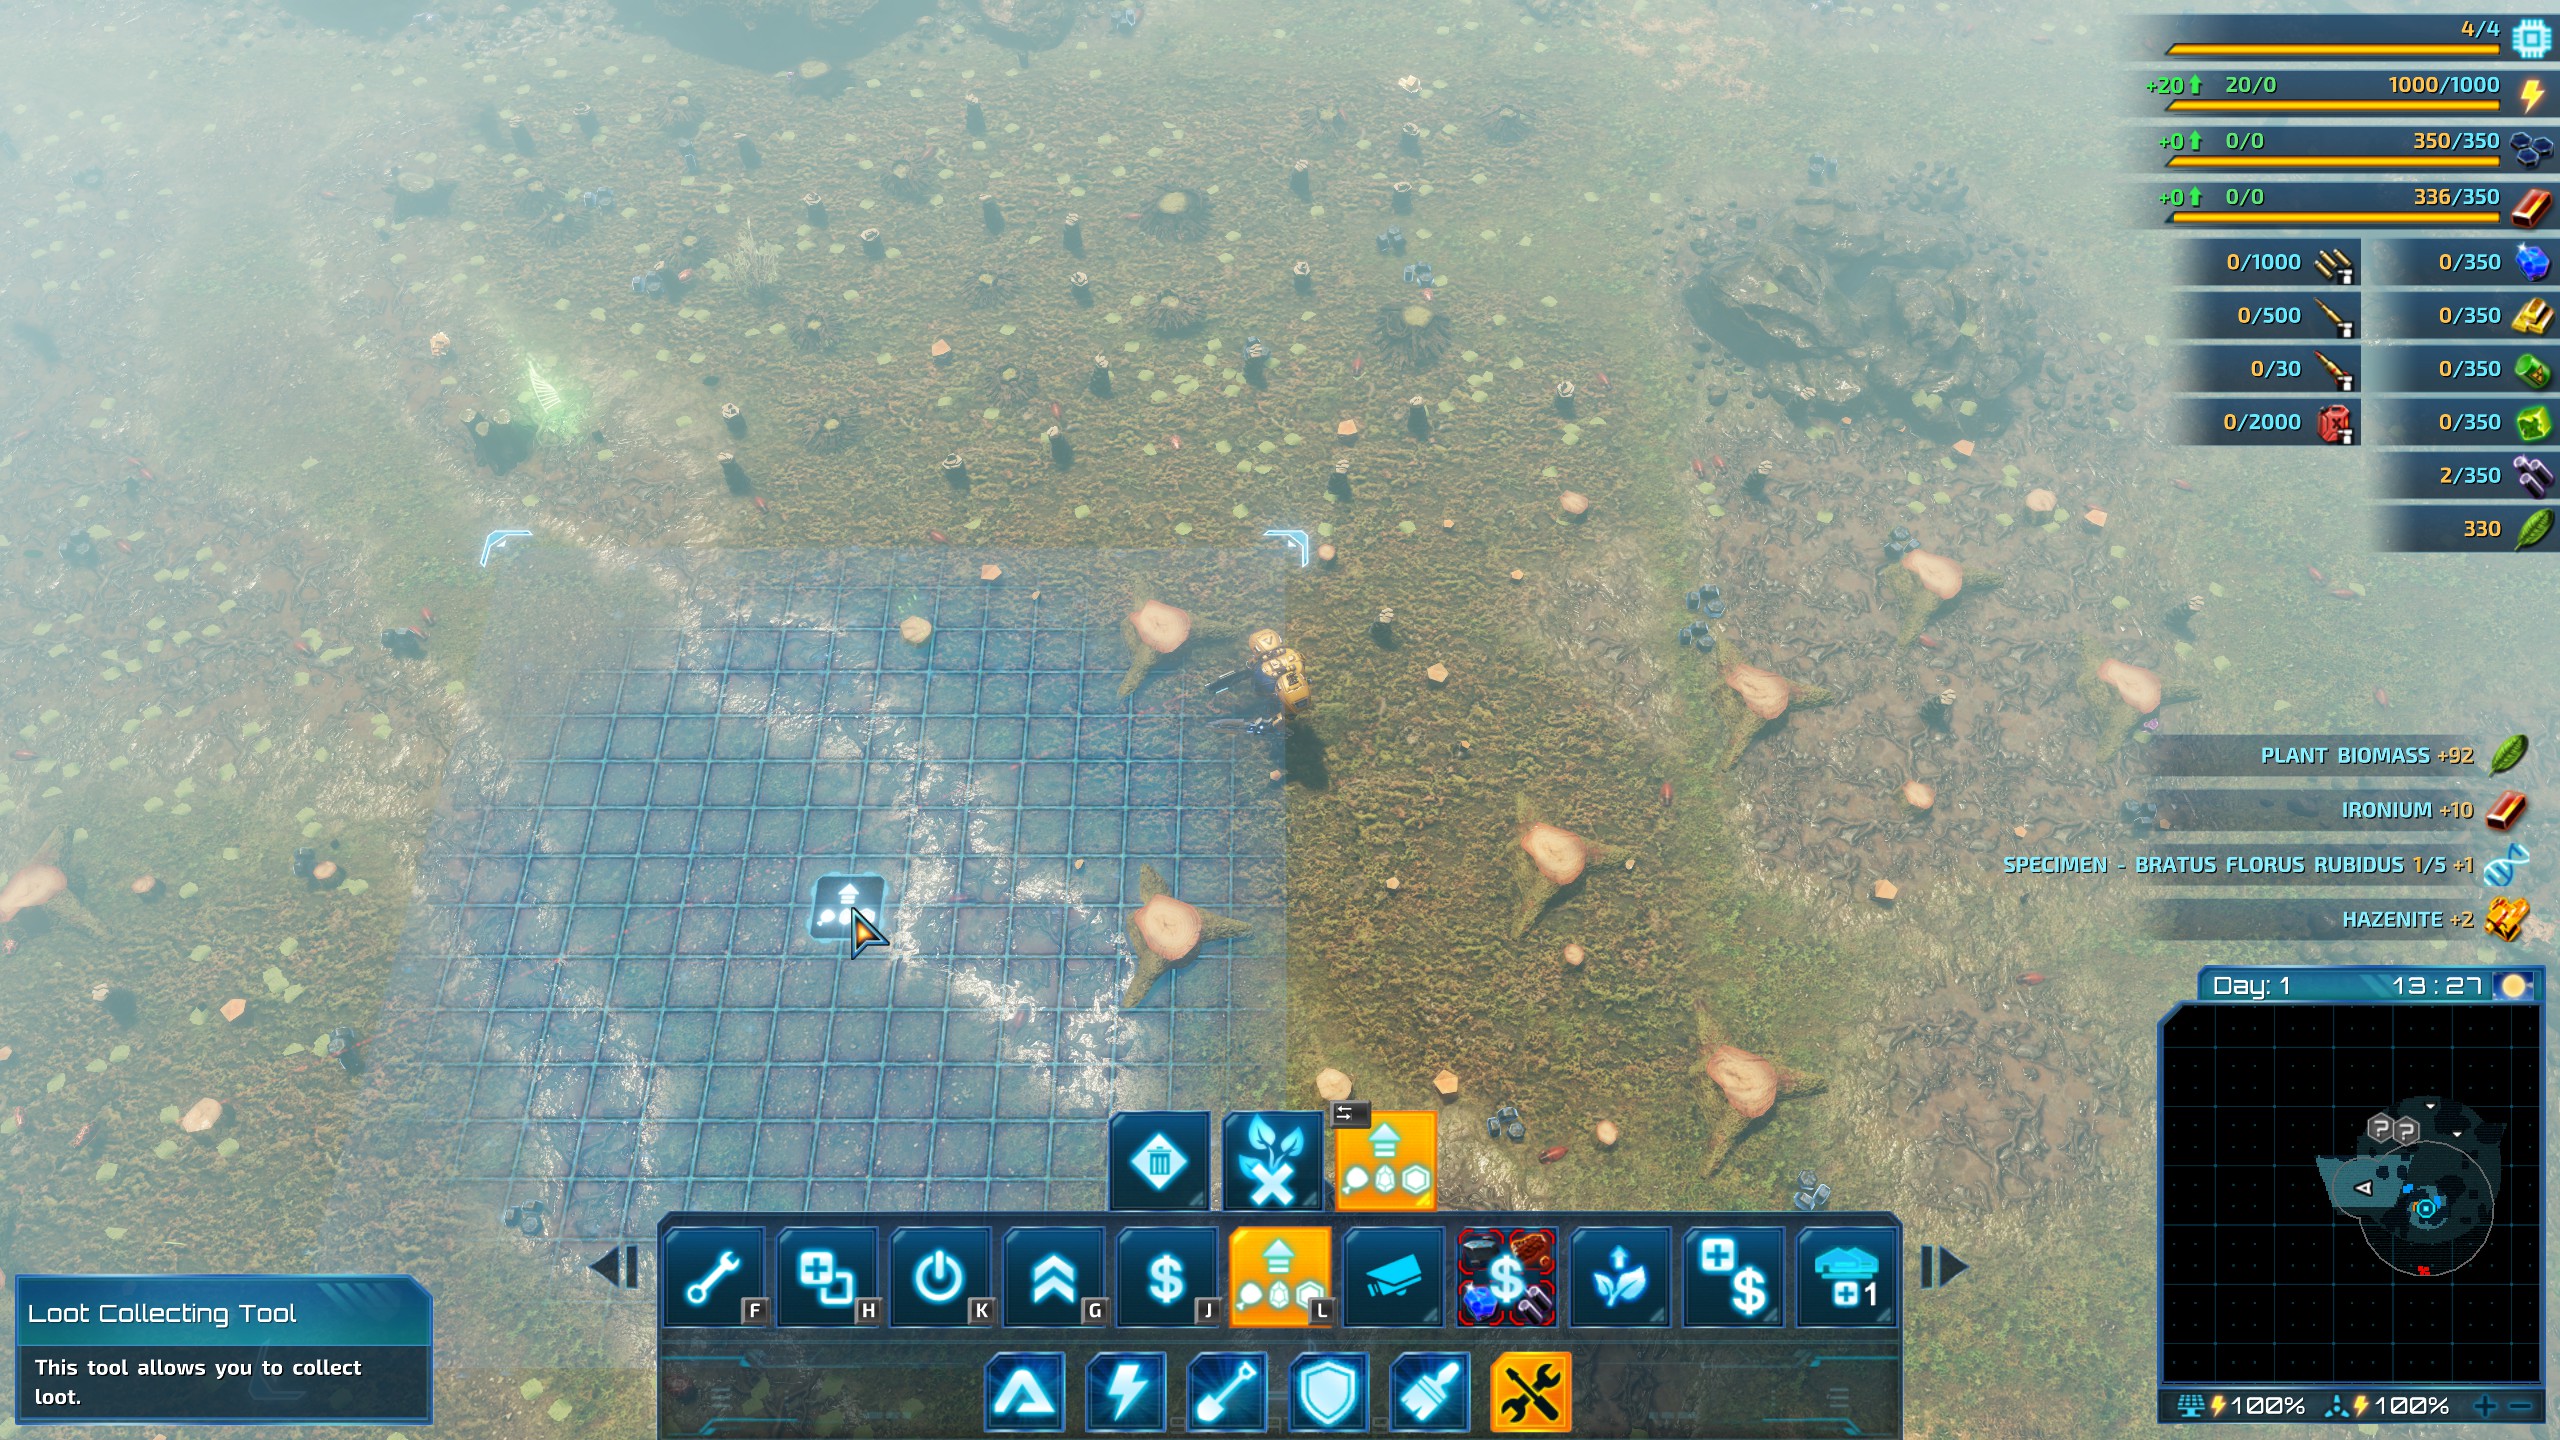 4/4
+20 20/0 1000/1000
+0 0/0 350/350
+0 0/0 336/350
0/1000 0/350
0/500 0/350
0/30 0/350
0/2000 0/350
2/350
330
PLANT BIOMASS +92
IRONIUM +10
SPECIMEN - BRATUS FLORUS RUBIDUS 1/5 +1
HAZENITE +2
Day: 1 13:27
? ?
F H K G J L 1
Loot Collecting Tool
This tool allows you to collect
loot.
100% 100%